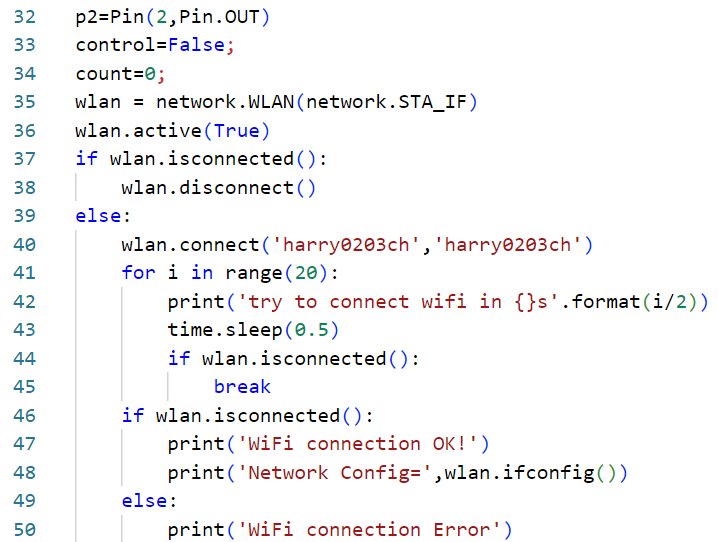 32 p2=Pin(2,Pin.OUT)
33 control=False;
34 count=0;
35 wlan = network.WLAN(network.STA_IF)
36 wlan.active(True)
37 if wlan.isconnected():
38     wlan.disconnect()
39 else:
40     wlan.connect('harry0203ch','harry0203ch')
41     for i in range(20):
42         print('try to connect wifi in {}s'.format(i/2))
43         time.sleep(0.5)
44         if wlan.isconnected():
45             break
46     if wlan.isconnected():
47         print('WiFi connection OK!')
48         print('Network Config=',wlan.ifconfig())
49     else:
50         print('WiFi connection Error')